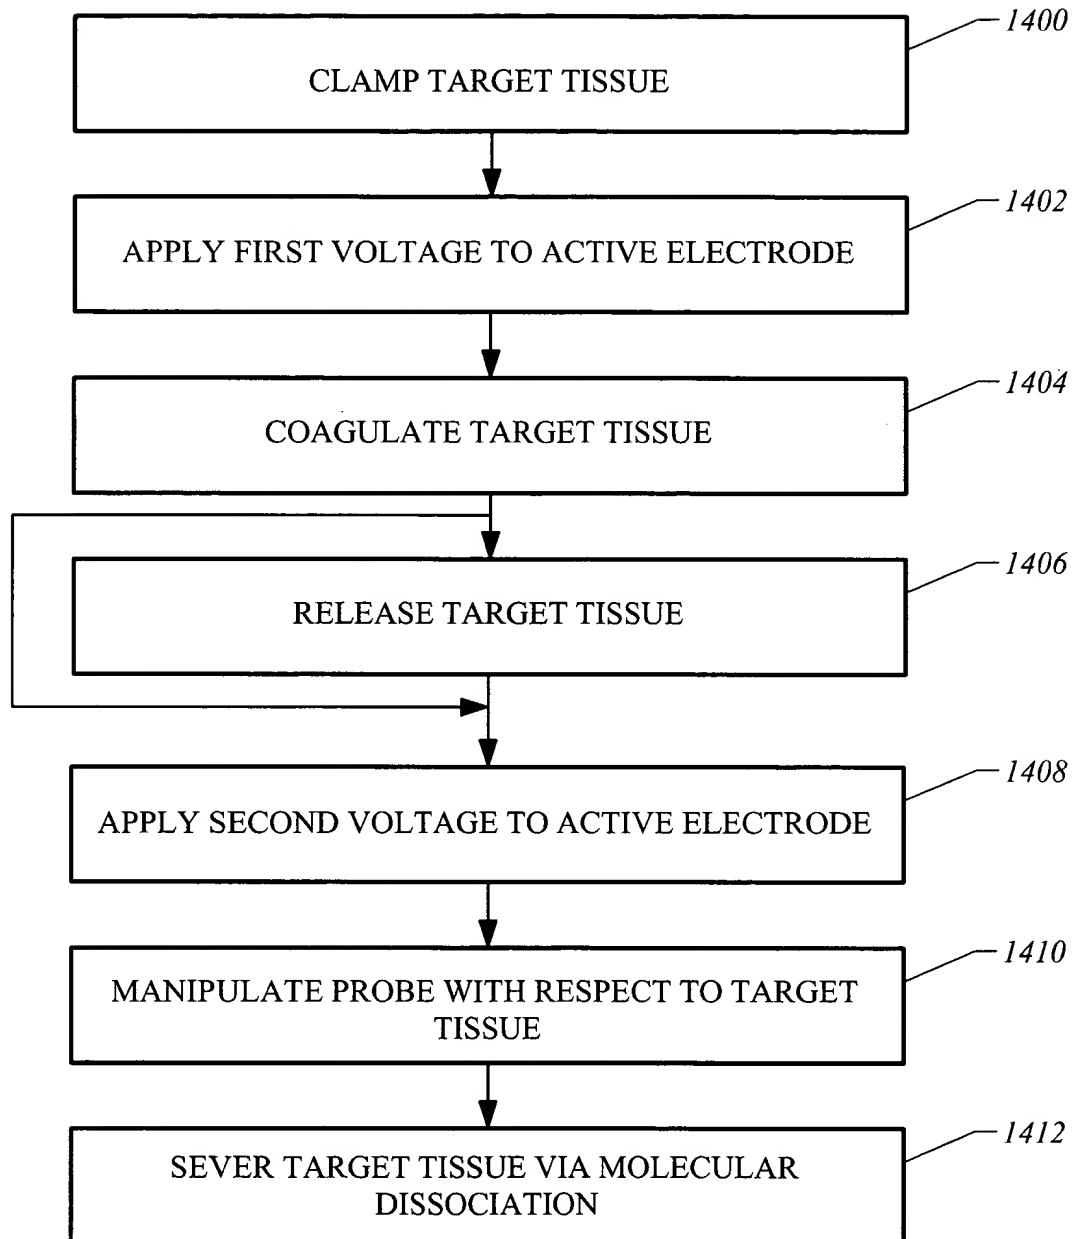 1400
CLAMP TARGET TISSUE
1402
APPLY FIRST VOLTAGE TO ACTIVE ELECTRODE
1404
COAGULATE TARGET TISSUE
1406
RELEASE TARGET TISSUE
1408
APPLY SECOND VOLTAGE TO ACTIVE ELECTRODE
1410
MANIPULATE PROBE WITH RESPECT TO TARGET
TISSUE
1412
SEVER TARGET TISSUE VIA MOLECULAR
DISSOCIATION